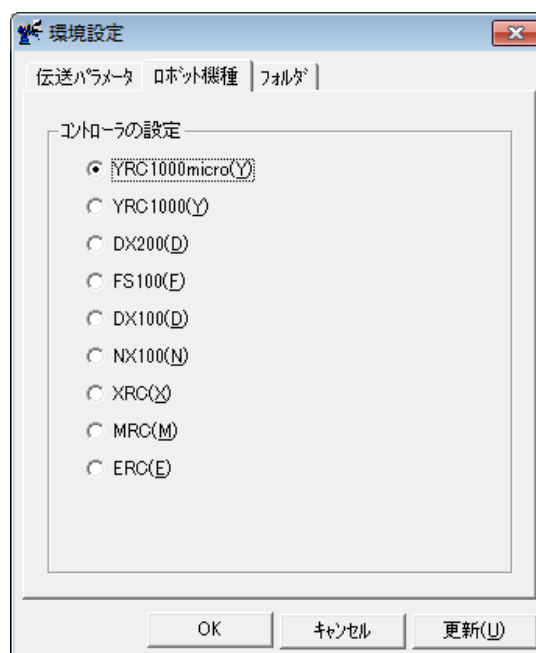 環境設定
伝送パラメータ ロボット機種 フォルダ
コントローラの設定
YRC1000micro(Y)
YRC1000(Y)
DX200(D)
FS100(F)
DX100(D)
NX100(N)
XRC(X)
MRC(M)
ERC(E)
OK キャンセル 更新(U)